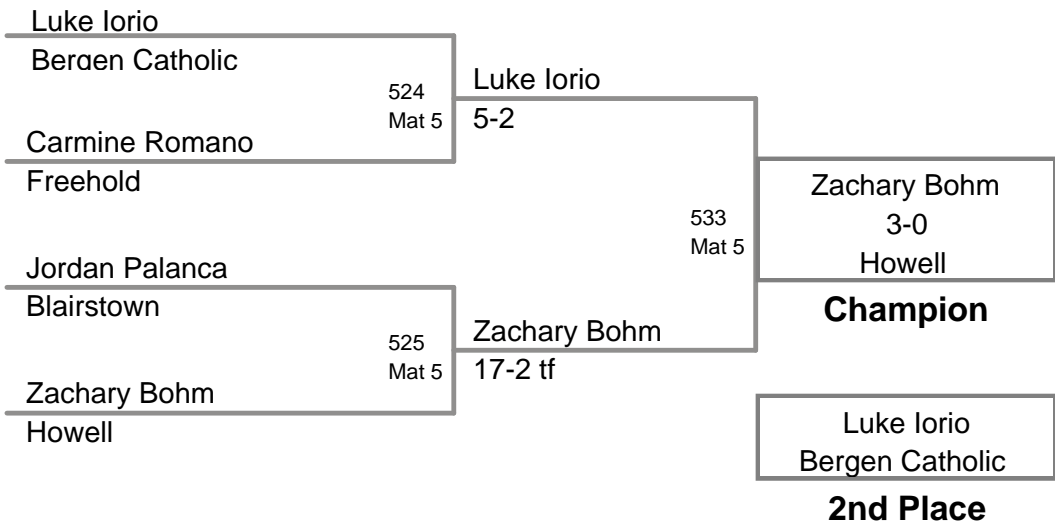 Luke Iorio
Bergen Catholic
524
Mat 5
Luke Iorio
5-2
Carmine Romano
Freehold
533
Mat 5
Zachary Bohm
3-0
Howell
Champion
Jordan Palanca
Blairstown
525
Mat 5
Zachary Bohm
17-2 tf
Zachary Bohm
Howell
Luke Iorio
Bergen Catholic
2nd Place